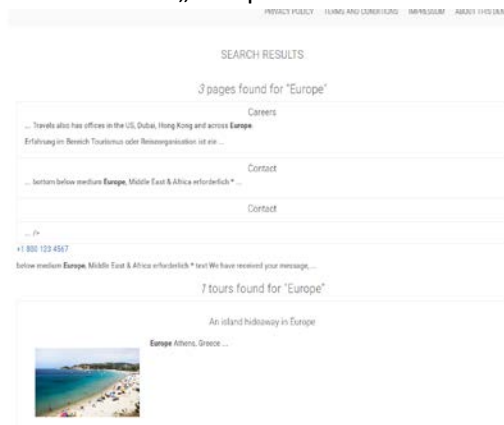 PRIVACY POLICY TERMS AND CONDITIONS IMPRESSUM ABOUT THIS
SEARCH RESULTS:
3 pages found for "Europe"
Careers
... Travels also has offices in the US, Dubai, Hong Kong and across Europe.
Erfahrung im Bereich Tourismus oder Reiseorganisation ist ein ...
Contact
... bottom below medium Europe, Middle East & Africa erforderlich * ...
Contact
... />
+1 800 123 4567
below medium Europe, Middle East & Africa erforderlich * text We have received your message, ...
1 tours found for "Europe"
An island hideaway in Europe
Europe Athens, Greece ...